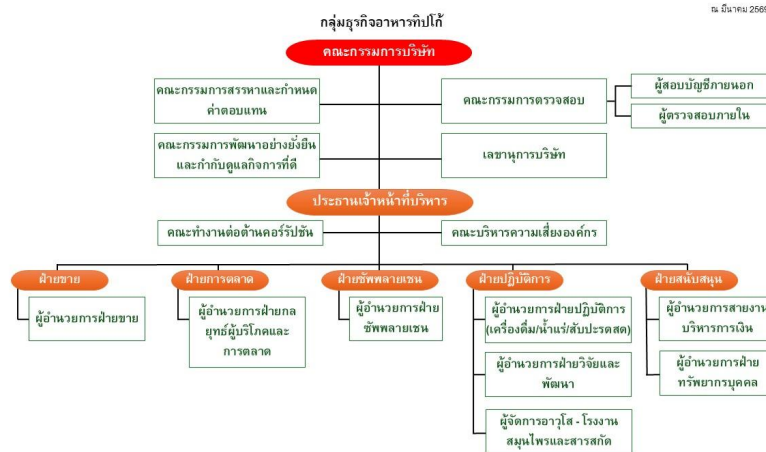 ณ มีนาคม 2569
กลุ่มธุรกิจอาหารทิปโก้
คณะกรรมการบริษัท
คณะกรรมการสรรหาและกำหนด
ค่าตอบแทน
คณะกรรมการตรวจสอบ
ผู้สอบบัญชีภายนอก
ผู้ตรวจสอบภายใน
คณะกรรมการพัฒนาอย่างยั่งยืน
และกำกับดูแลกิจการที่ดี
เลขานุการบริษัท
ประธานเจ้าหน้าที่บริหาร
คณะทำงานต่อต้านคอร์รัปชัน
คณะบริหารความเสี่ยงองค์กร
ฝ่ายขาย
ผู้อำนวยการฝ่ายขาย
ฝ่ายการตลาด
ผู้อำนวยการฝ่ายกล
ยุทธ์ผู้บริโภคและ
การตลาด
ฝ่ายซัพพลายเชน
ผู้อำนวยการฝ่าย
ซัพพลายเชน
ฝ่ายปฏิบัติการ
ผู้อำนวยการฝ่ายปฏิบัติการ
(เครื่องดื่ม/น้ำแร่/สับปะรดสด)
ผู้อำนวยการฝ่ายวิจัยและ
พัฒนา
ผู้จัดการอาวุโส - โรงงาน
สมุนไพรและสารสกัด
ฝ่ายสนับสนุน
ผู้อำนวยการสายงาน
บริหารการเงิน
ผู้อำนวยการฝ่าย
ทรัพยากรบุคคล